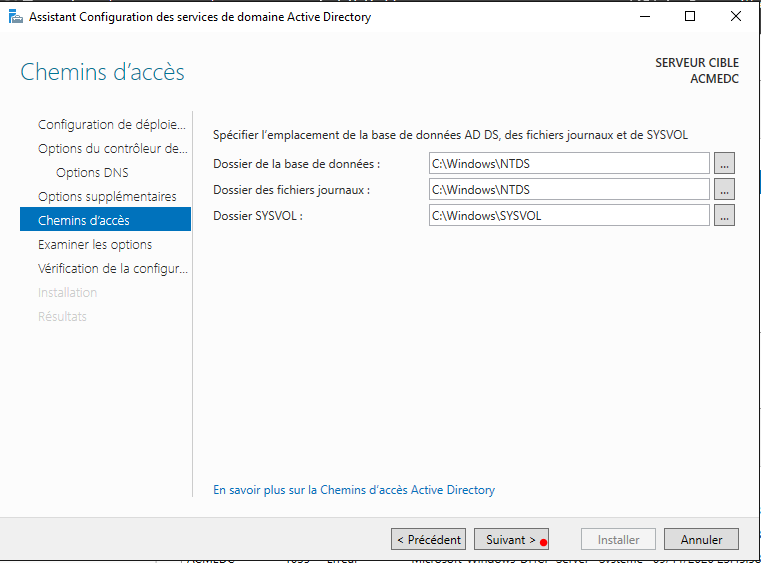 Assistant Configuration des services de domaine Active Directory
Chemins d’accès
SERVEUR CIBLE
ACMEDC
Configuration de déploie...
Options du contrôleur de...
Options DNS
Options supplémentaires
Chemins d’accès
Examiner les options
Vérification de la configur...
Installation
Résultats
Spécifier l’emplacement de la base de données AD DS, des fichiers journaux et de SYSVOL
Dossier de la base de données :
C:\Windows\NTDS
...
Dossier des fichiers journaux :
C:\Windows\NTDS
...
Dossier SYSVOL :
C:\Windows\SYSVOL
...
En savoir plus sur la Chemins d’accès Active Directory
< Précédent
Suivant >
Installer
Annuler